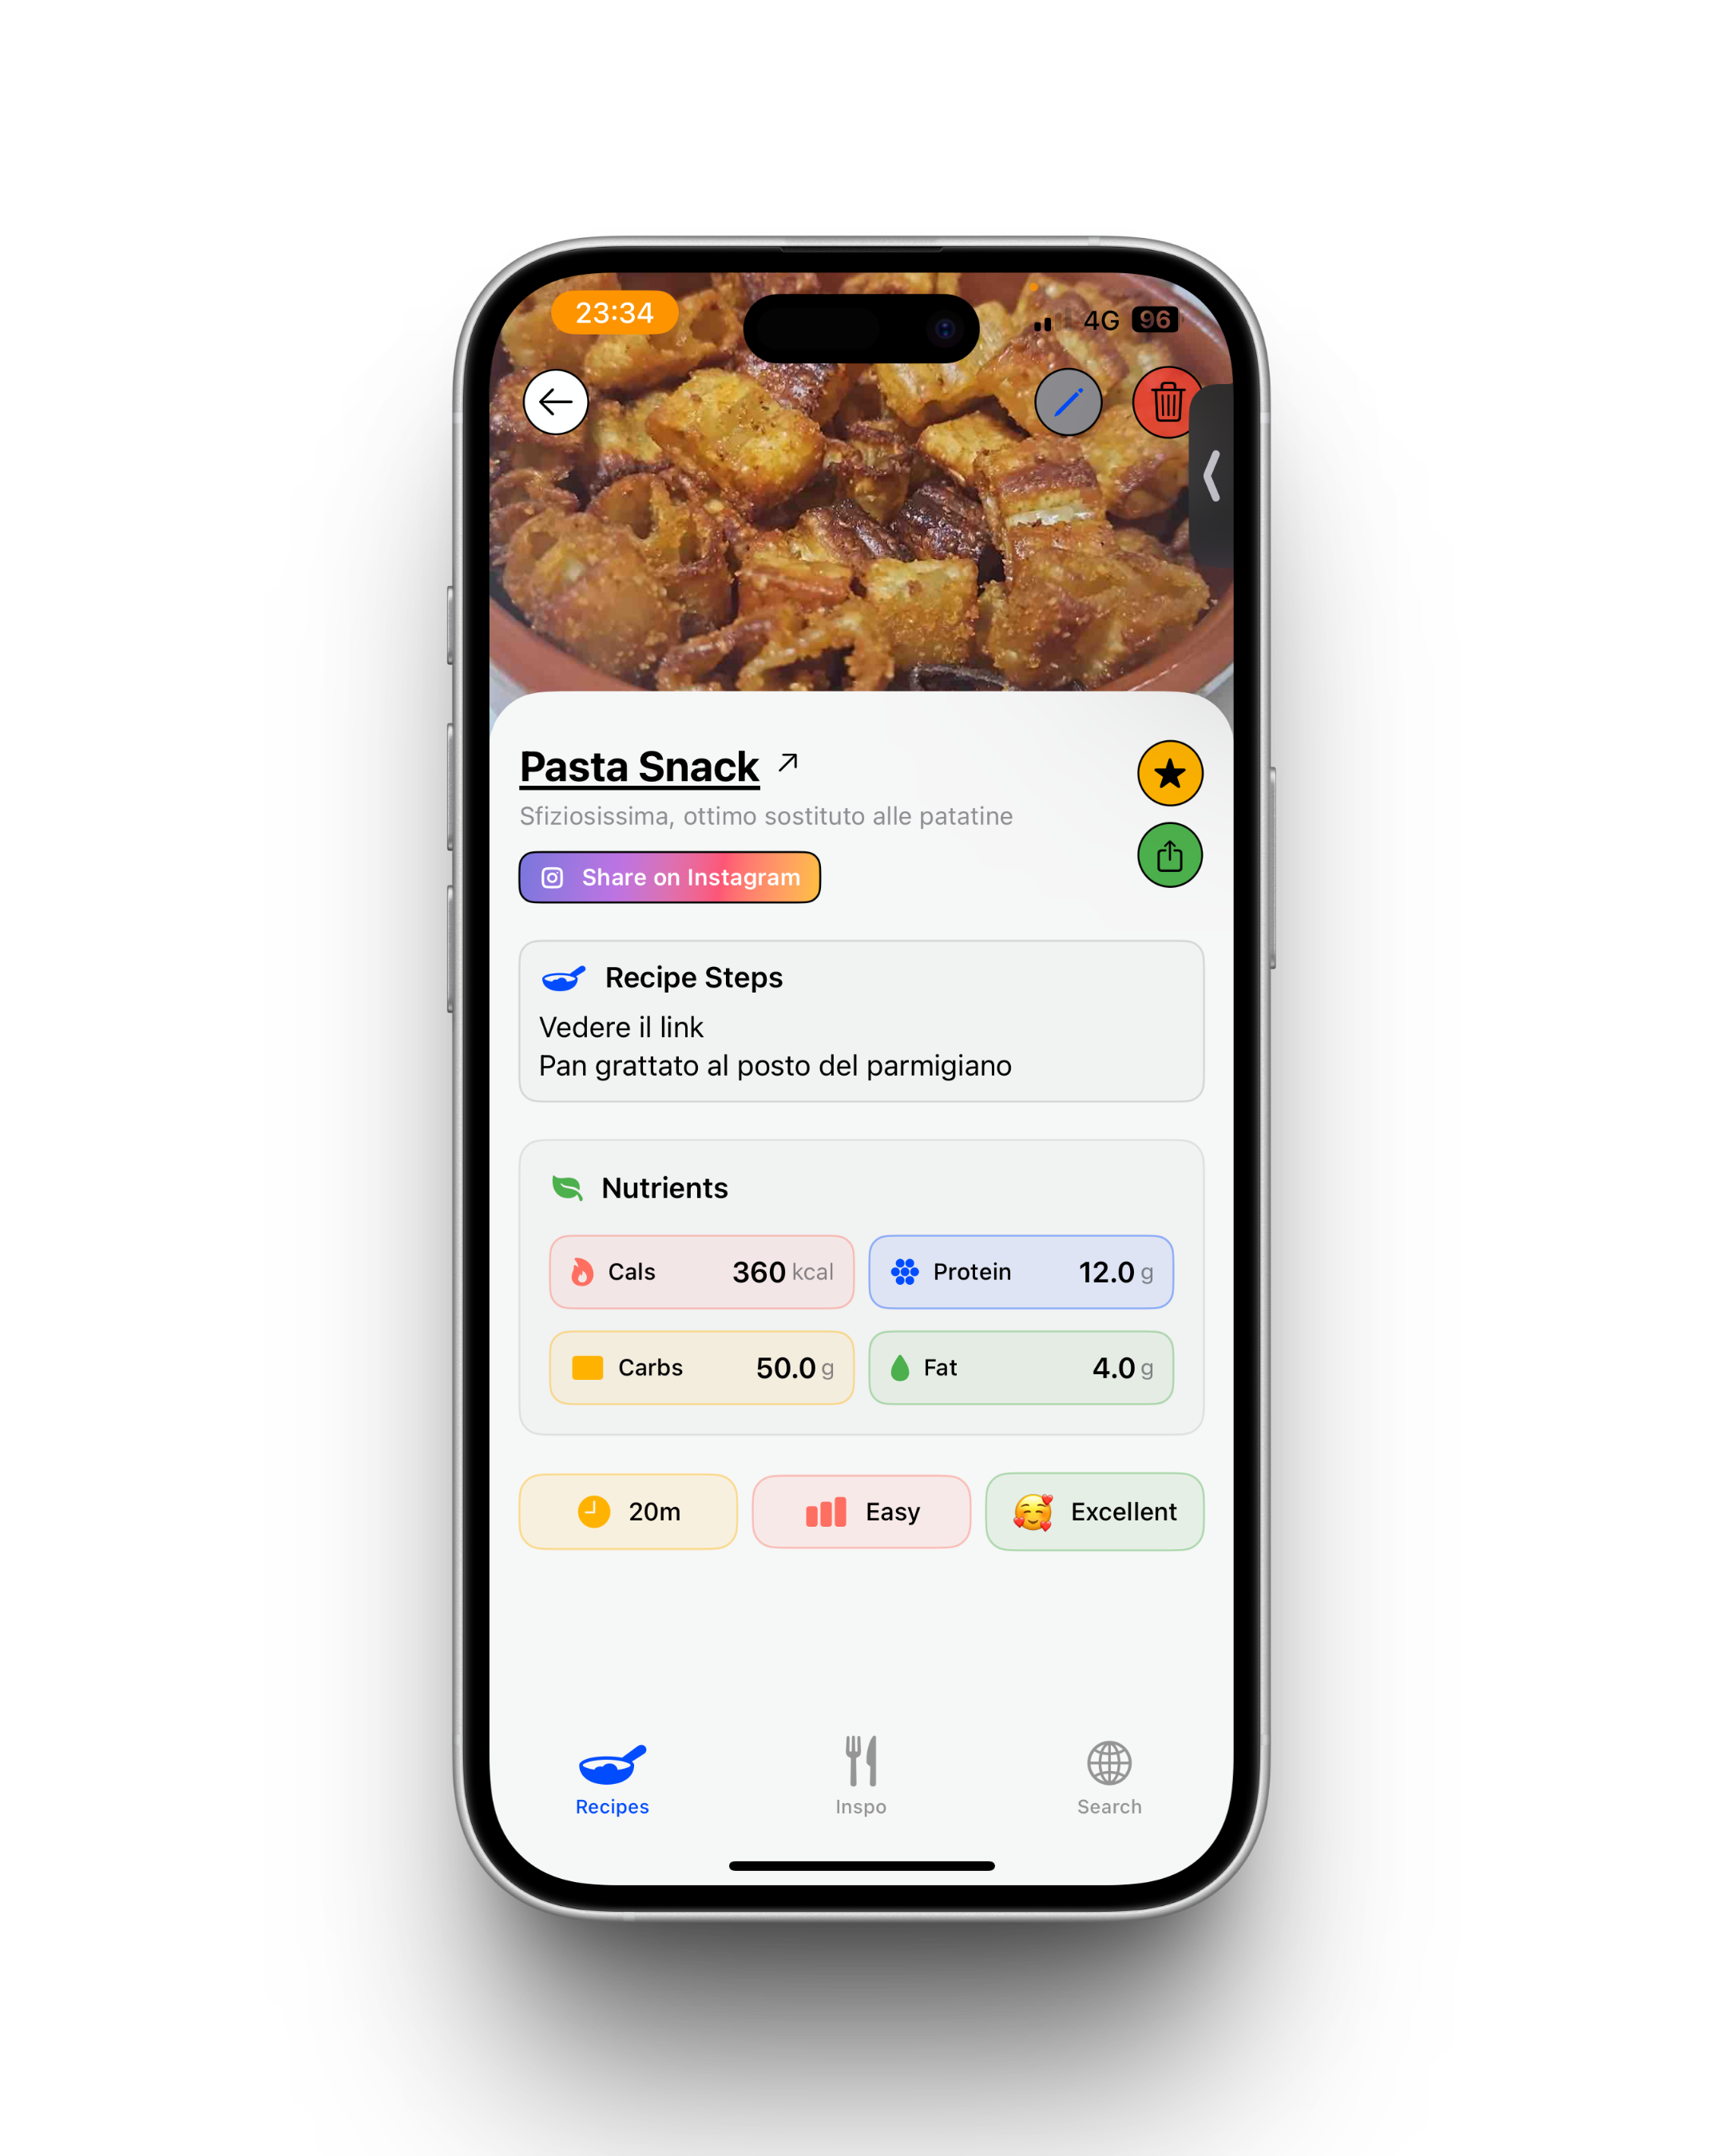 23:34
4G 96
Pasta Snack
Sfiziosissima, ottimo sostituto alle patatine
Share on Instagram
Recipe Steps
Vedere il link
Pan grattato al posto del parmigiano
Nutrients
Cals 360 kcal
Protein 12.0 g
Carbs 50.0 g
Fat 4.0 g
20m
Easy
Excellent
Recipes
Inspo
Search